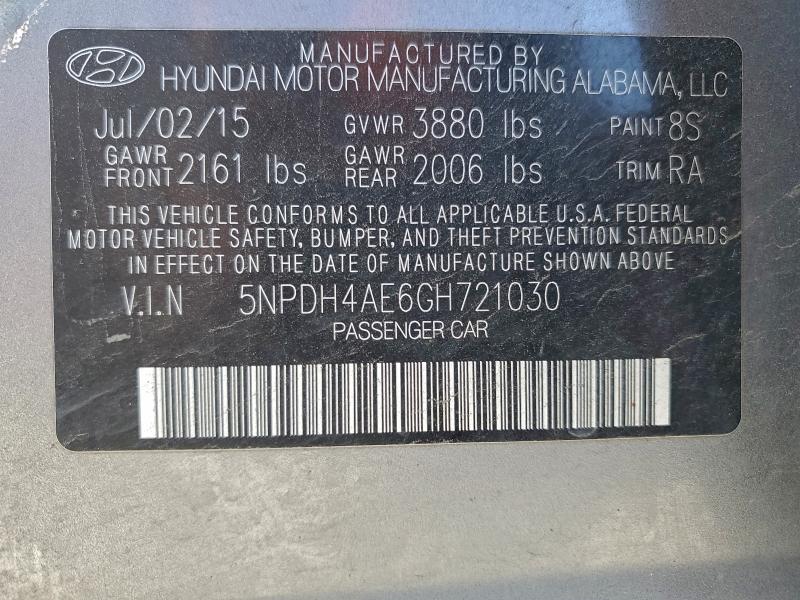 MANUFACTURED BY
HYUNDAI MOTOR MANUFACTURING ALABAMA, LLC
Jul/02/15 GVWR 3880 lbs PAINT 8S
GAWR FRONT 2161 lbs GAWR REAR 2006 lbs TRIM RA
THIS VEHICLE CONFORMS TO ALL APPLICABLE U.S.A. FEDERAL
MOTOR VEHICLE SAFETY, BUMPER, AND THEFT PREVENTION STANDARDS
IN EFFECT ON THE DATE OF MANUFACTURE SHOWN ABOVE
V.I.N 5NPDH4AE6GH721030
PASSENGER CAR